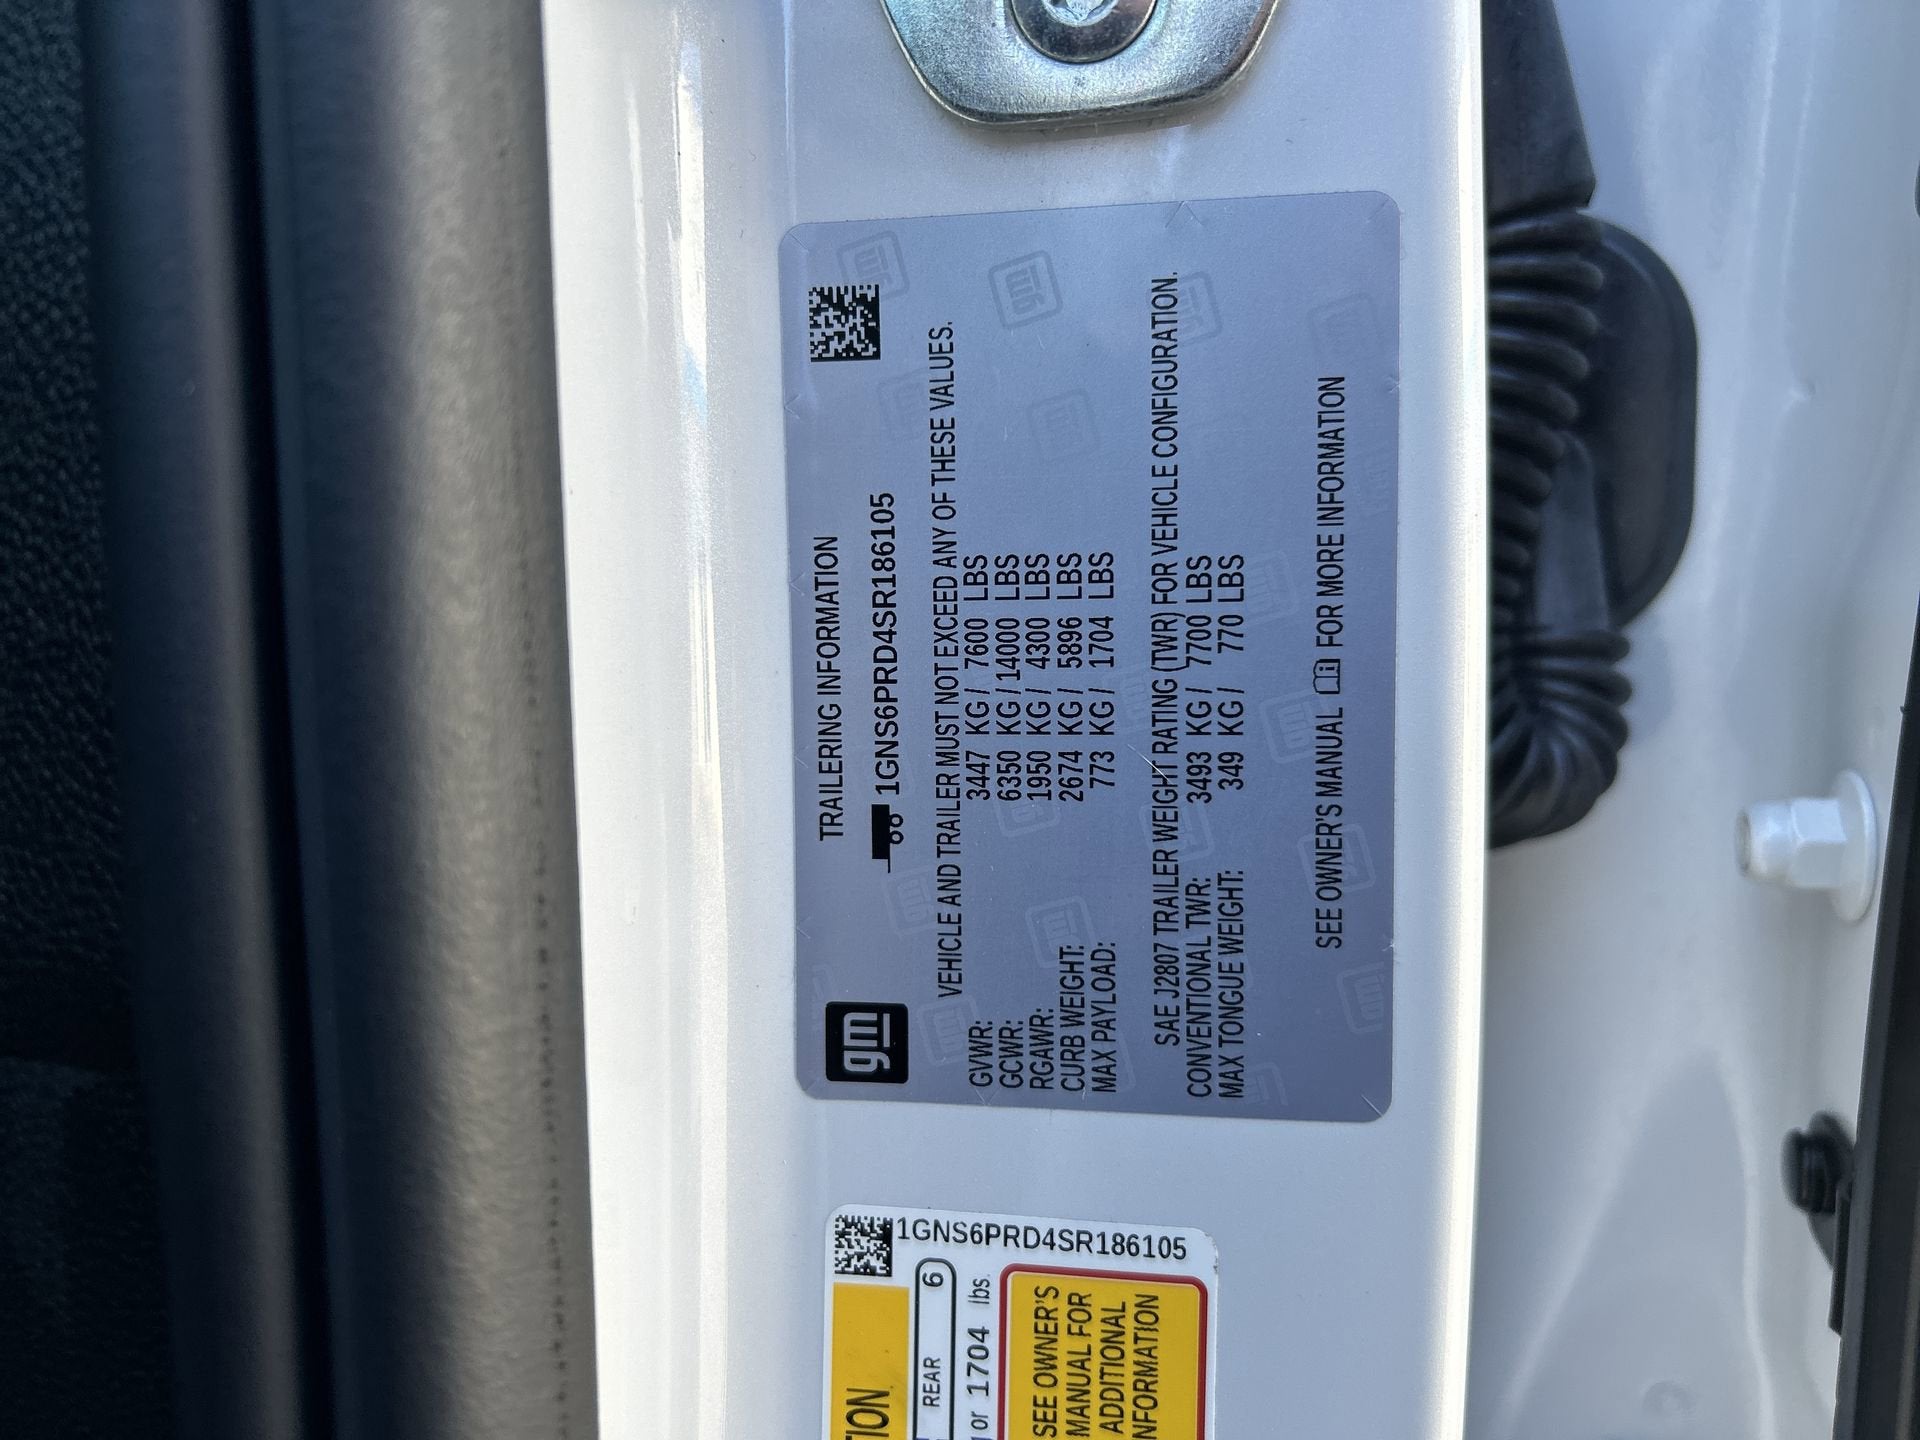 gm
TRAILERING INFORMATION
1GNS6PRD4SR186105
VEHICLE AND TRAILER MUST NOT EXCEED ANY OF THESE VALUES.
GVWR: 3447 KG / 7600 LBS
GCWR: 6350 KG / 14000 LBS
RGAWR: 1950 KG / 4300 LBS
CURB WEIGHT: 2674 KG / 5896 LBS
MAX PAYLOAD: 773 KG / 1704 LBS
SAE J2807 TRAILER WEIGHT RATING (TWR) FOR VEHICLE CONFIGURATION.
CONVENTIONAL TWR: 3493 KG / 7700 LBS
MAX TONGUE WEIGHT: 349 KG / 770 LBS
SEE OWNER'S MANUAL FOR MORE INFORMATION
1GNS6PRD4SR186105
REAR 6
or 1704 lbs.
SEE OWNER'S
MANUAL FOR
ADDITIONAL
INFORMATION